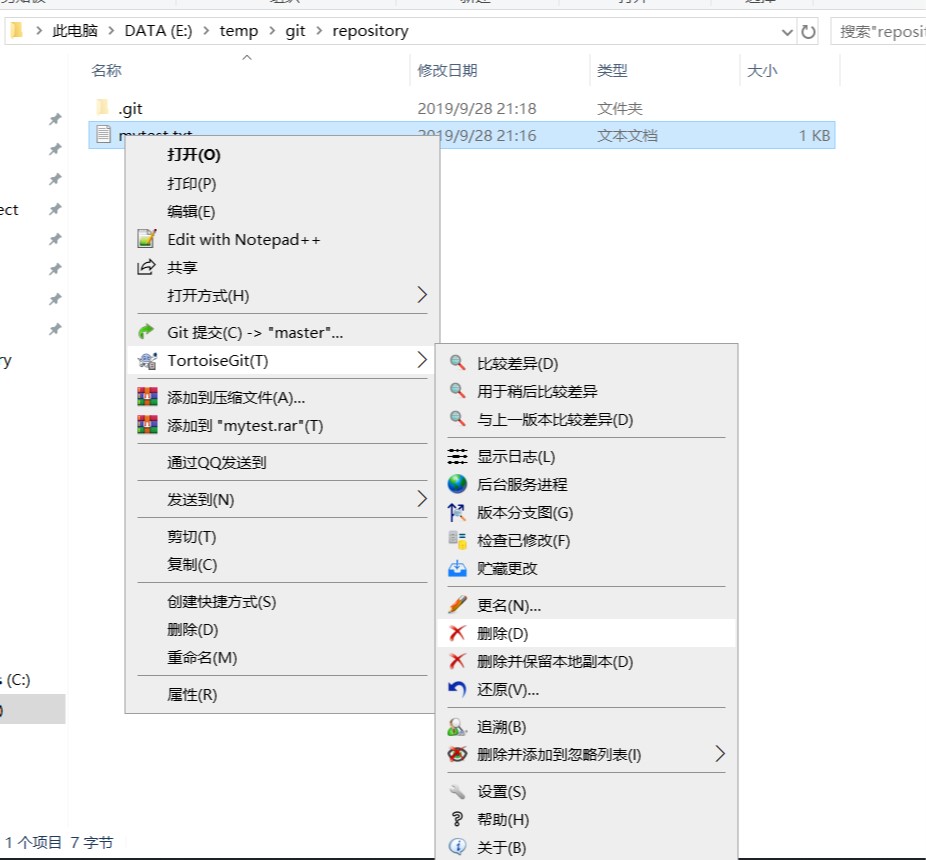 此电脑 > DATA (E:) > temp > git > repository
搜索"reposi
名称 修改日期 类型 大小
.git 2019/9/28 21:18 文件夹
mytest.txt 2019/9/28 21:16 文本文档 1 KB
ect
ry
(C:)
打开(O)
打印(P)
编辑(E)
Edit with Notepad++
共享
打开方式(H)
Git 提交(C) -> "master"...
TortoiseGit(T)
添加到压缩文件(A)...
添加到 "mytest.rar"(T)
通过QQ发送到
发送到(N)
剪切(T)
复制(C)
创建快捷方式(S)
删除(D)
重命名(M)
属性(R)
比较差异(D)
用于稍后比较差异
与上一版本比较差异(D)
显示日志(L)
后台服务进程
版本分支图(G)
检查已修改(F)
贮藏更改
更名(N)...
删除(D)
删除并保留本地副本(D)
还原(V)...
追溯(B)
删除并添加到忽略列表(I)
设置(S)
帮助(H)
关于(B)
1 个项目 7 字节